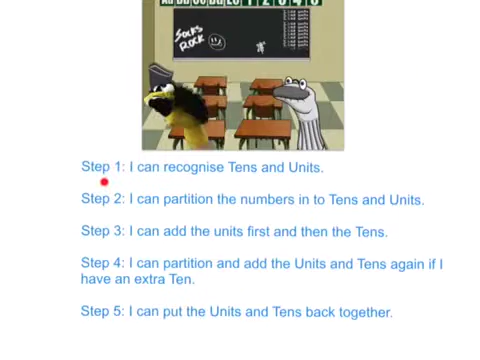 SOCKS
ROCK
Step 1: I can recognise Tens and Units.
Step 2: I can partition the numbers in to Tens and Units.
Step 3: I can add the units first and then the Tens.
Step 4: I can partition and add the Units and Tens again if I
have an extra Ten.
Step 5: I can put the Units and Tens back together.